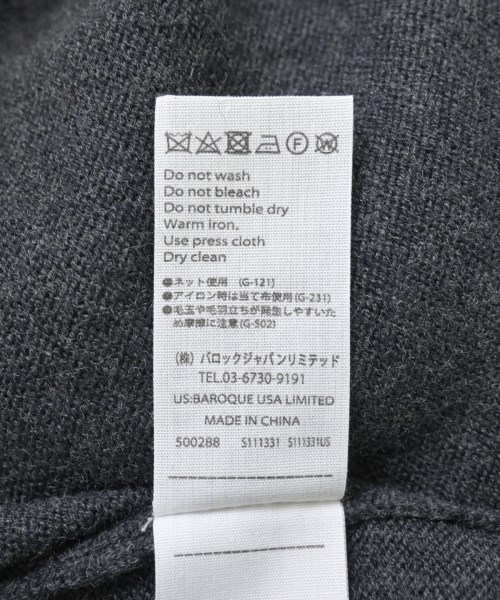 F W
Do not wash
Do not bleach
Do not tumble dry
Warm iron,
Use press cloth
Dry clean
●ネット使用 (G-121)
●アイロン時は当て布使用(G-231)
●毛玉や毛羽立ちが発生しやすいた
め摩擦に注意(G-502)
(株) バロックジャパンリミテッド
TEL.03-6730-9191
US:BAROQUE USA LIMITED
MADE IN CHINA
500288 S111331 S111331US